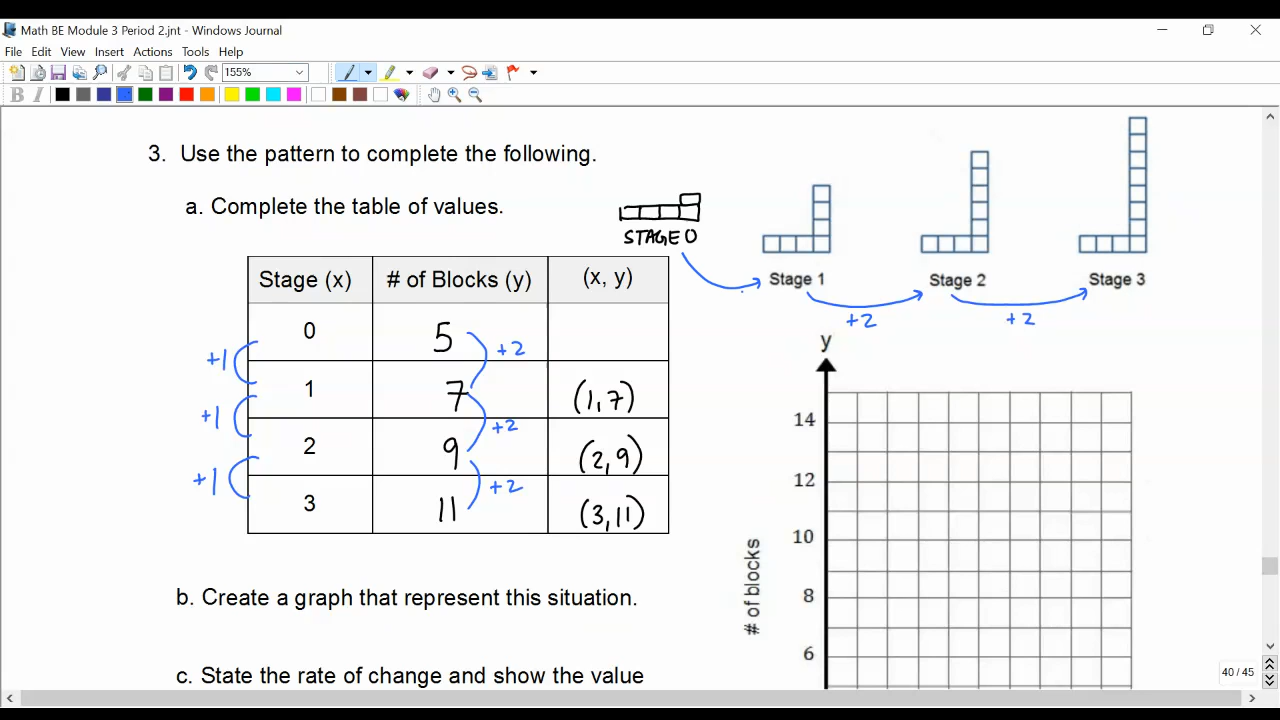 Math BE Module 3 Period 2.jnt - Windows Journal
File Edit View Insert Actions Tools Help
155%
B I
3. Use the pattern to complete the following.
a. Complete the table of values.
STAGE 0
Stage 1
Stage 2
Stage 3
+2
+2
Stage (x) # of Blocks (y) (x, y)
0 5
+1 +2
1 7 (1,7)
+1 +2
2 9 (2,9)
+1 +2
3 11 (3,11)
y
14
12
10
8
6
# of blocks
b. Create a graph that represent this situation.
c. State the rate of change and show the value
40 / 45